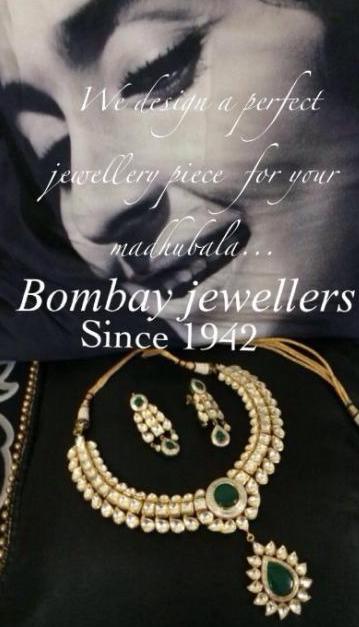 We design a perfect
jewellery piece for your
madhubala...
Bombay jewellers
Since 1942